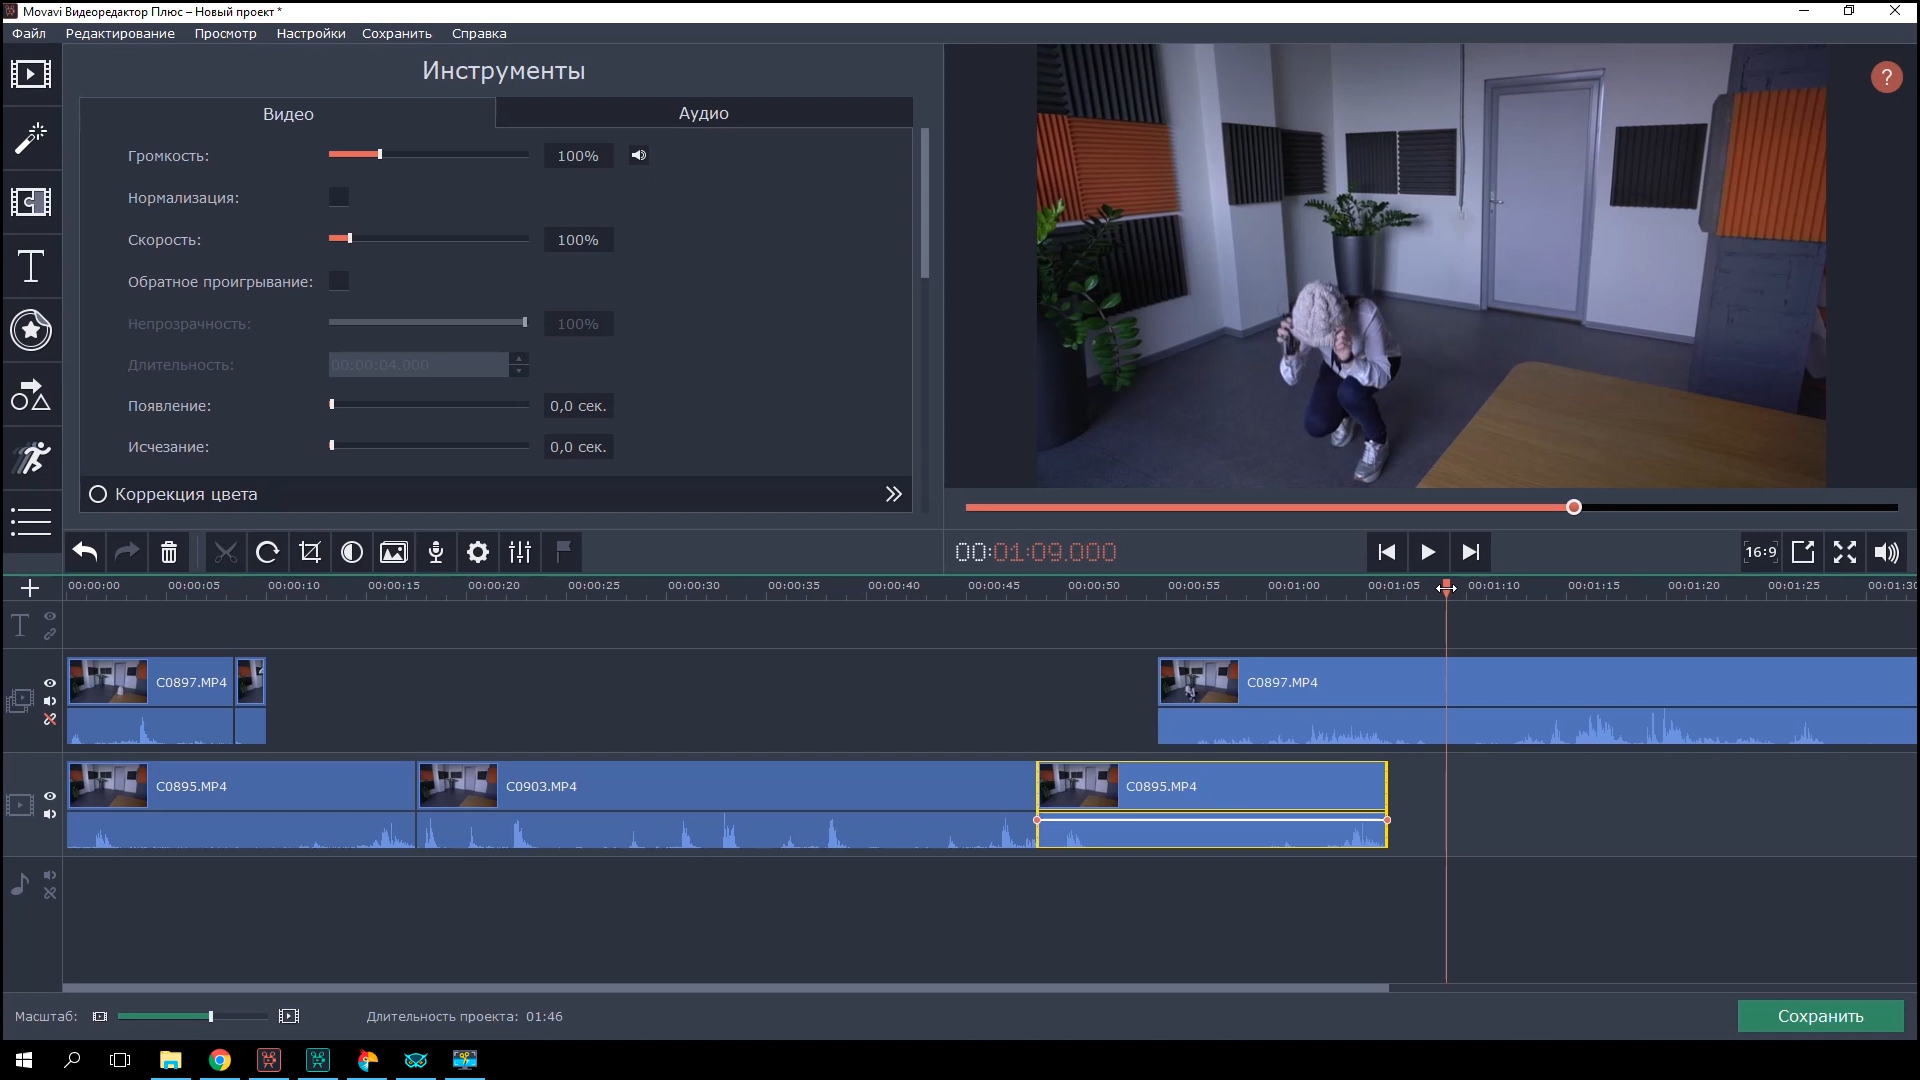 Movavi Видеоредактор Плюс – Новый проект *
Файл Редактирование Просмотр Настройки Сохранить Справка
Инструменты
Видео Аудио
Громкость: 100%
Нормализация:
Скорость: 100%
Обратное проигрывание:
Непрозрачность: 100%
Длительность: 00:00:04.000
Появление: 0,0 сек.
Исчезание: 0,0 сек.
Коррекция цвета
?
00:01:09.000
16:9
00:00:00 00:00:05 00:00:10 00:00:15 00:00:20 00:00:25 00:00:30 00:00:35 00:00:40 00:00:45 00:00:50 00:00:55 00:01:00 00:01:05 00:01:10 00:01:15 00:01:20 00:01:25 00:01:30
C0897.MP4 C0897.MP4
C0895.MP4 C0903.MP4 C0895.MP4
Масштаб: Длительность проекта: 01:46 Сохранить